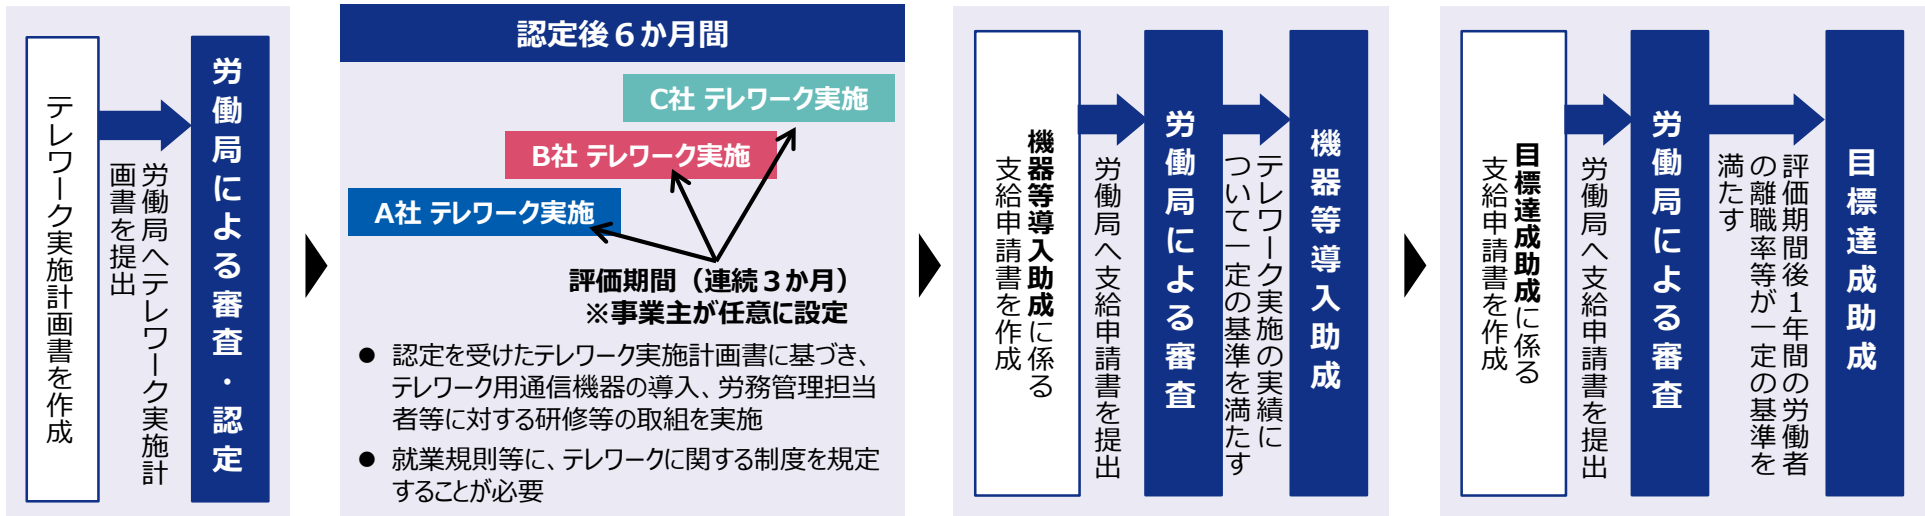 テレワーク実施計画書を作成
労働局へテレワーク実施計
画書を提出
労働局による審査・認定
認定後６か月間
C社 テレワーク実施
B社 テレワーク実施
A社 テレワーク実施
評価期間（連続３か月）
※事業主が任意に設定
● 認定を受けたテレワーク実施計画書に基づき、
テレワーク用通信機器の導入、労務管理担当
者等に対する研修等の取組を実施
● 就業規則等に、テレワークに関する制度を規定
することが必要
機器等導入助成に係る
支給申請書を作成
労働局へ支給申請書を提出
労働局による審査
テレワーク実施の実績に
ついて一定の基準を満たす
機器等導入助成
目標達成助成に係る
支給申請書を作成
労働局へ支給申請書を提出
労働局による審査
評価期間後１年間の労働者
の離職率等が一定の基準を
満たす
目標達成助成